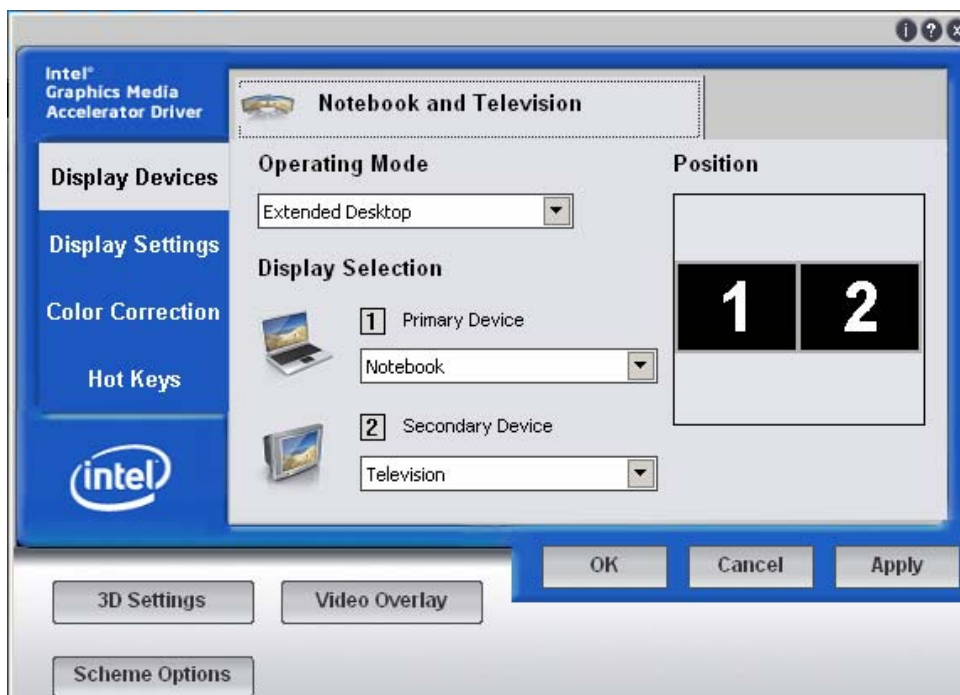 i ? x
Intel®
Graphics Media
Accelerator Driver
Notebook and Television
Display Devices
Display Settings
Color Correction
Hot Keys
intel
Operating Mode
Extended Desktop
Display Selection
1 Primary Device
Notebook
2 Secondary Device
Television
Position
1 2
OK Cancel Apply
3D Settings Video Overlay
Scheme Options